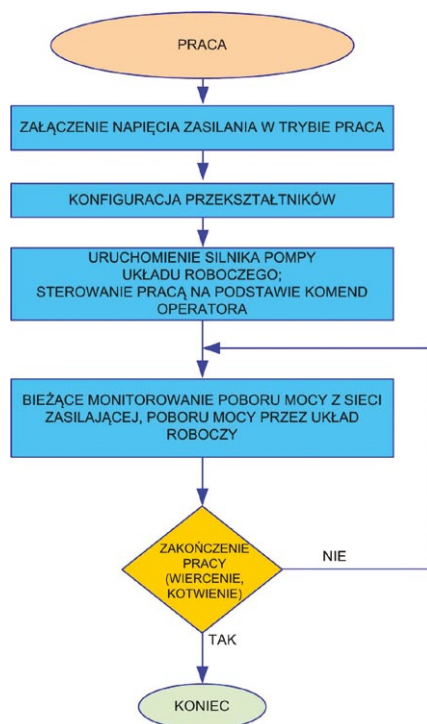 PRACA
ZAŁĄCZENIE NAPIĘCIA ZASILANIA W TRYBIE PRACA
KONFIGURACJA PRZEKSZTAŁTNIKÓW
URUCHOMIENIE SILNIKA POMPY
UKŁADU ROBOCZEGO;
STEROWANIE PRACĄ NA PODSTAWIE KOMEND
OPERATORA
BIEŻĄCE MONITOROWANIE POBORU MOCY Z SIECI
ZASILAJĄCEJ, POBORU MOCY PRZEZ UKŁAD
ROBOCZY
ZAKOŃCZENIE
PRACY
(WIERCENIE,
KOTWIENIE)
NIE
TAK
KONIEC